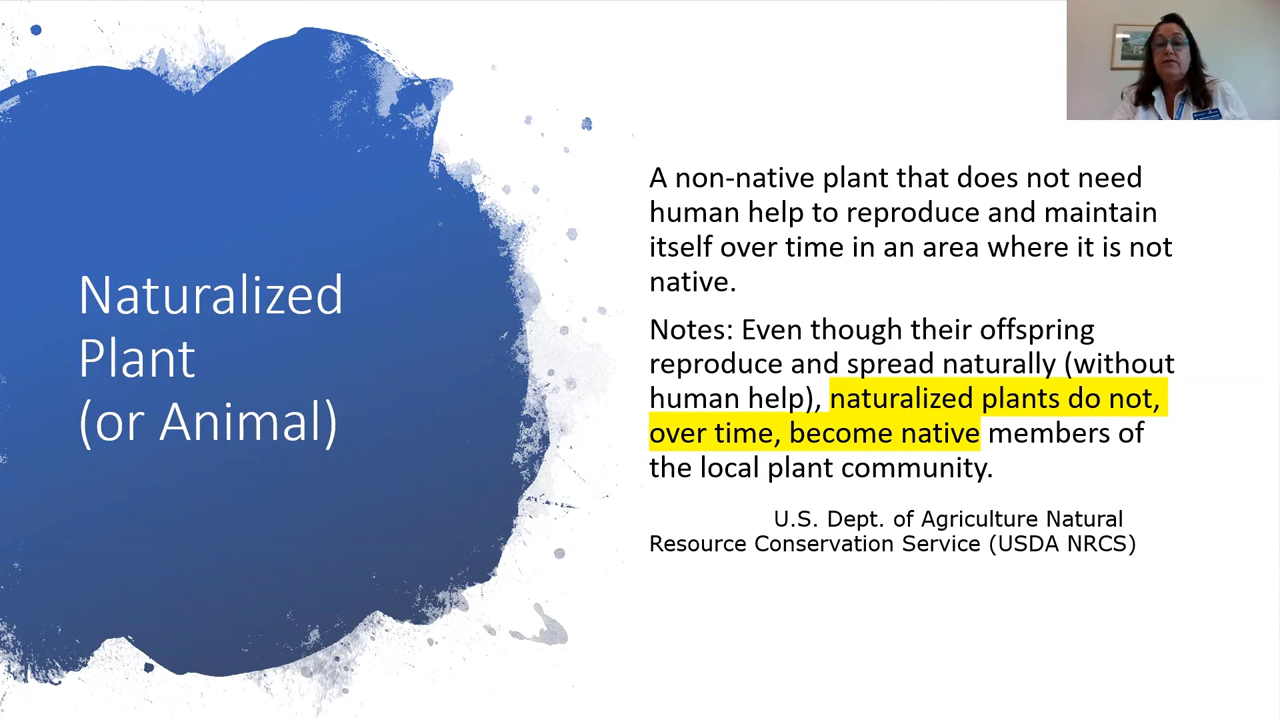 Naturalized
Plant
(or Animal)
A non-native plant that does not need
human help to reproduce and maintain
itself over time in an area where it is not
native.
Notes: Even though their offspring
reproduce and spread naturally (without
human help), naturalized plants do not,
over time, become native members of
the local plant community.
U.S. Dept. of Agriculture Natural
Resource Conservation Service (USDA NRCS)